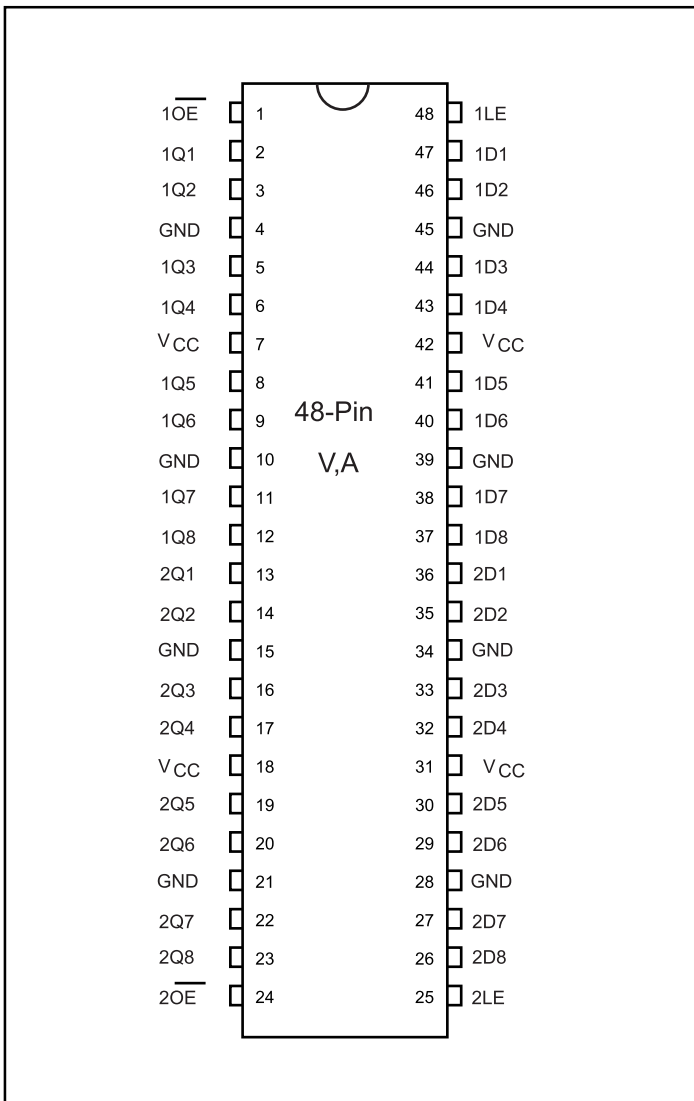 1O̅E̅ 1 48 1LE
1Q1 2 47 1D1
1Q2 3 46 1D2
GND 4 45 GND
1Q3 5 44 1D3
1Q4 6 43 1D4
VCC 7 42 VCC
1Q5 8 41 1D5
1Q6 9 40 1D6
48-Pin
GND 10 39 GND
V,A
1Q7 11 38 1D7
1Q8 12 37 1D8
2Q1 13 36 2D1
2Q2 14 35 2D2
GND 15 34 GND
2Q3 16 33 2D3
2Q4 17 32 2D4
VCC 18 31 VCC
2Q5 19 30 2D5
2Q6 20 29 2D6
GND 21 28 GND
2Q7 22 27 2D7
2Q8 23 26 2D8
2O̅E̅ 24 25 2LE